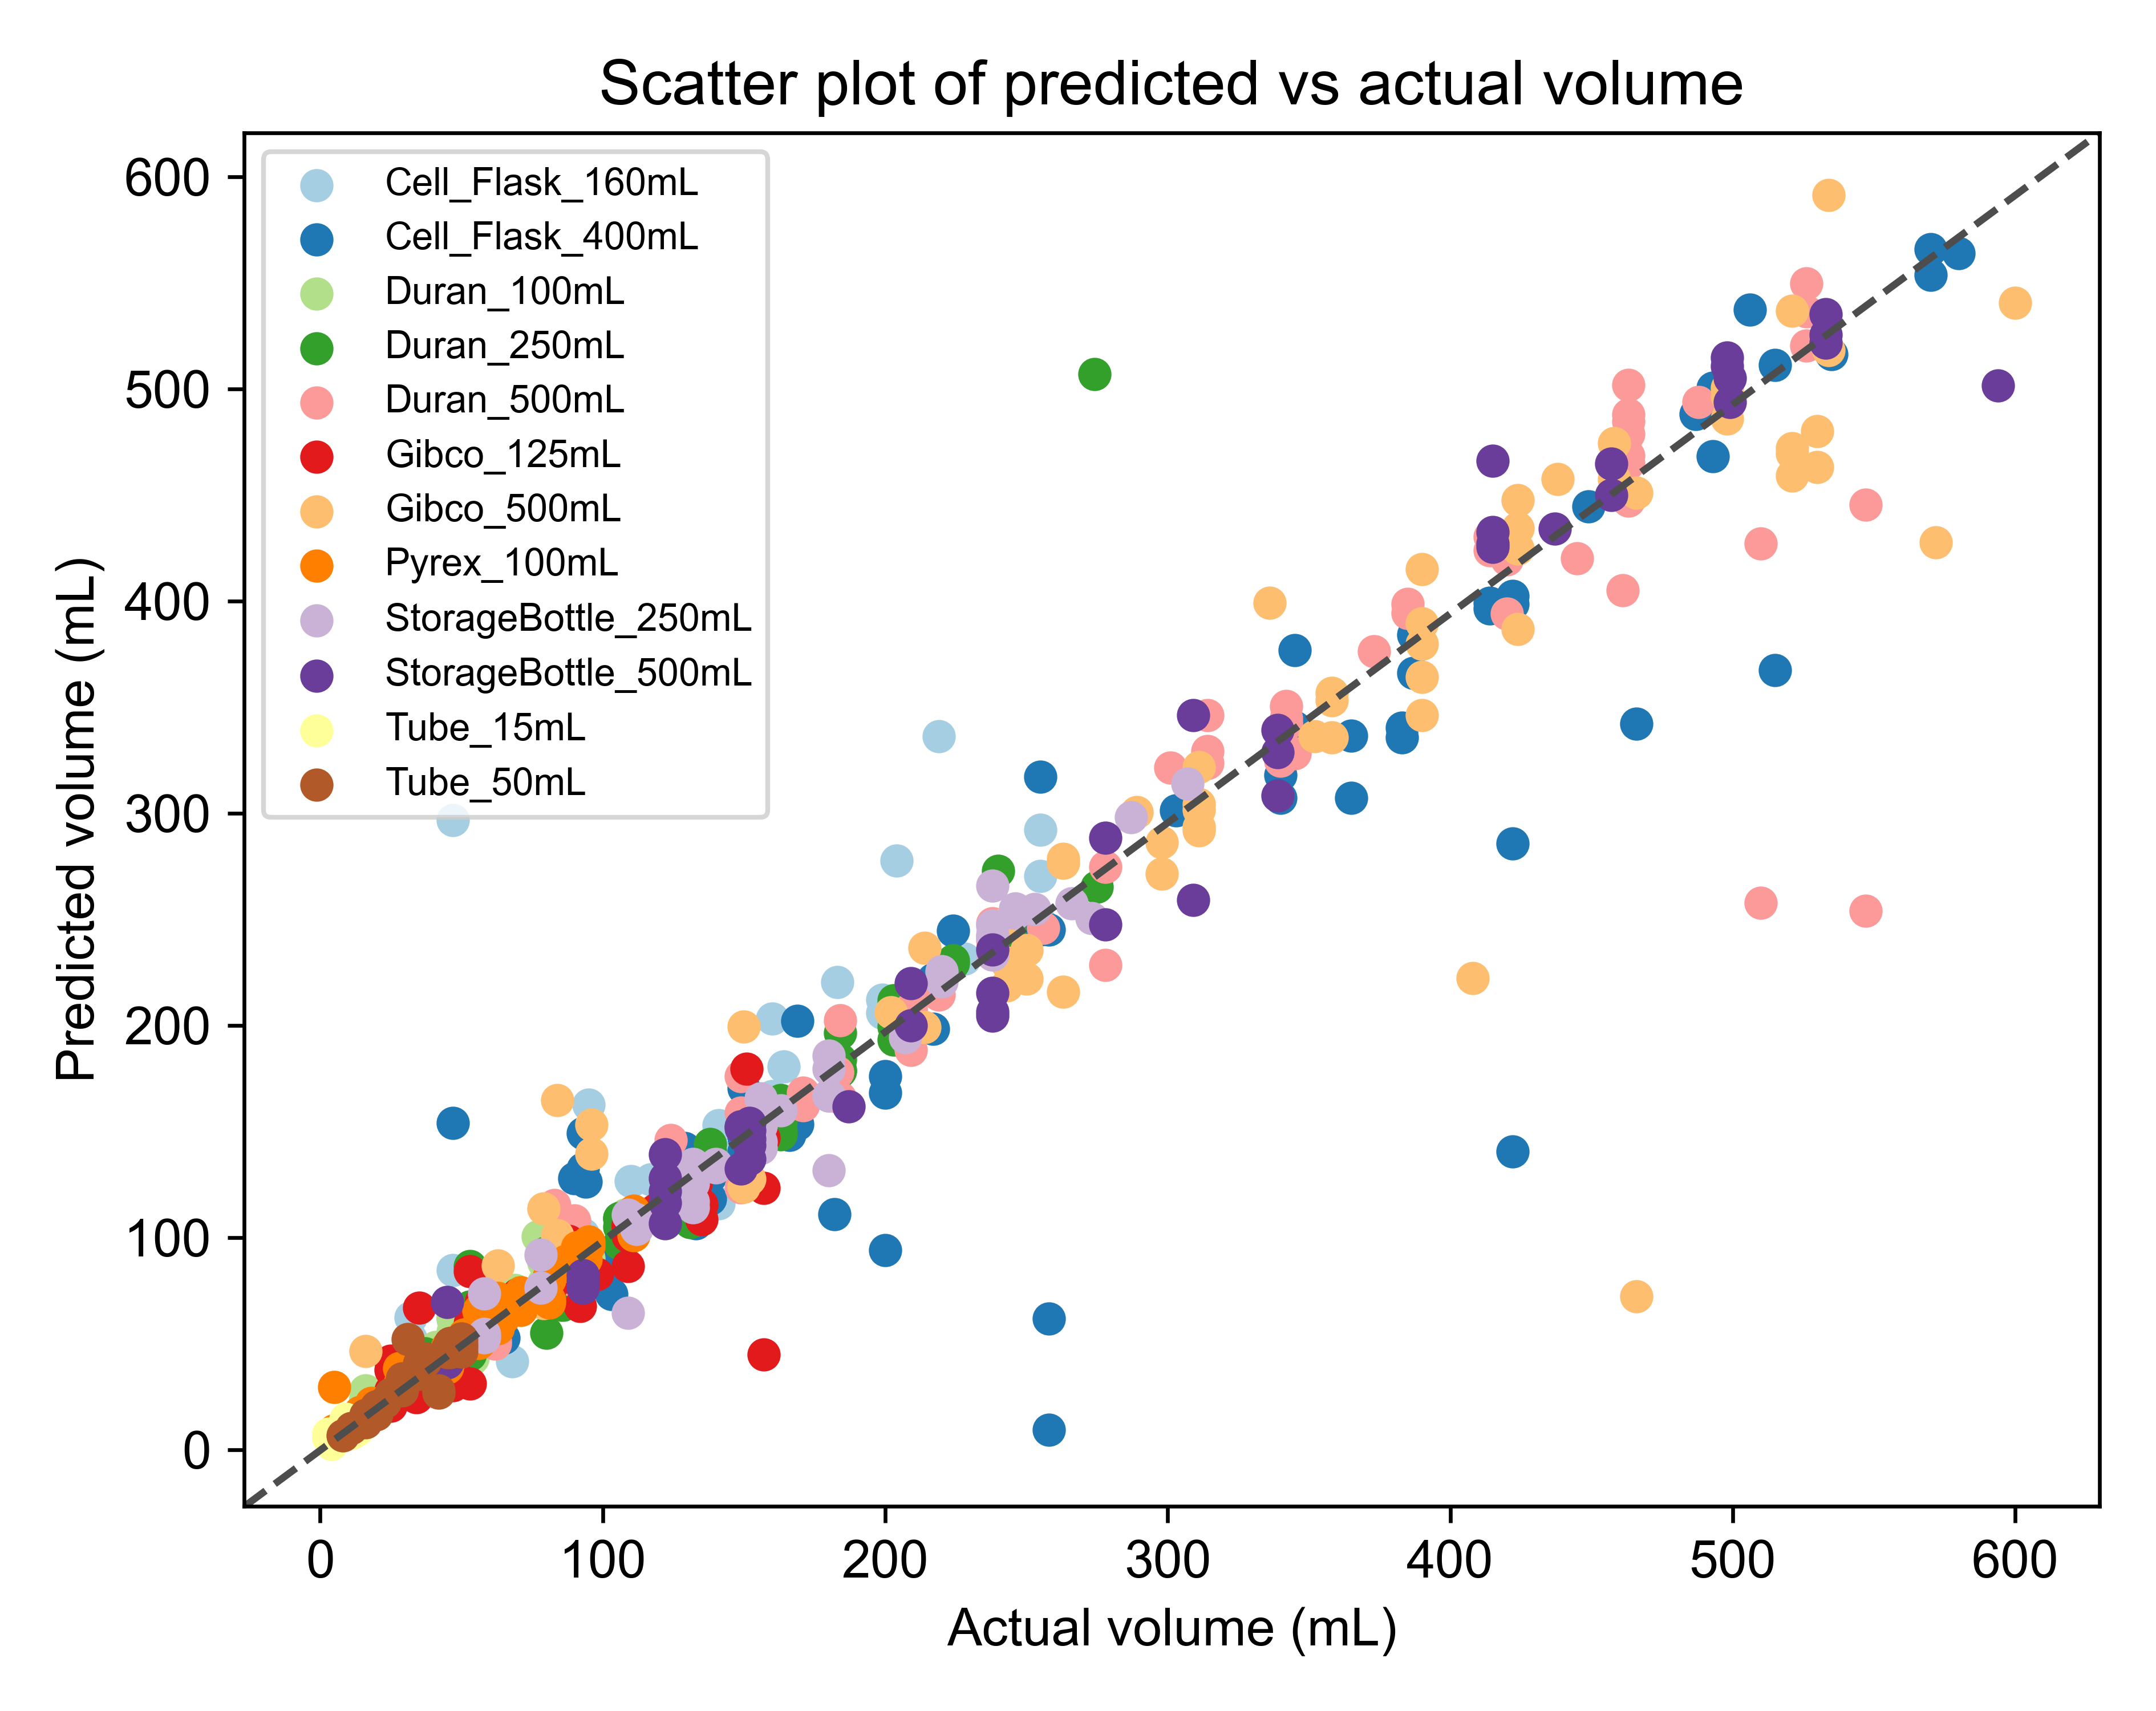 Scatter plot of predicted vs actual volume
Predicted volume (mL)
600
500
400
300
200
100
0
Cell_Flask_160mL
Cell_Flask_400mL
Duran_100mL
Duran_250mL
Duran_500mL
Gibco_125mL
Gibco_500mL
Pyrex_100mL
StorageBottle_250mL
StorageBottle_500mL
Tube_15mL
Tube_50mL
0 100 200 300 400 500 600
Actual volume (mL)